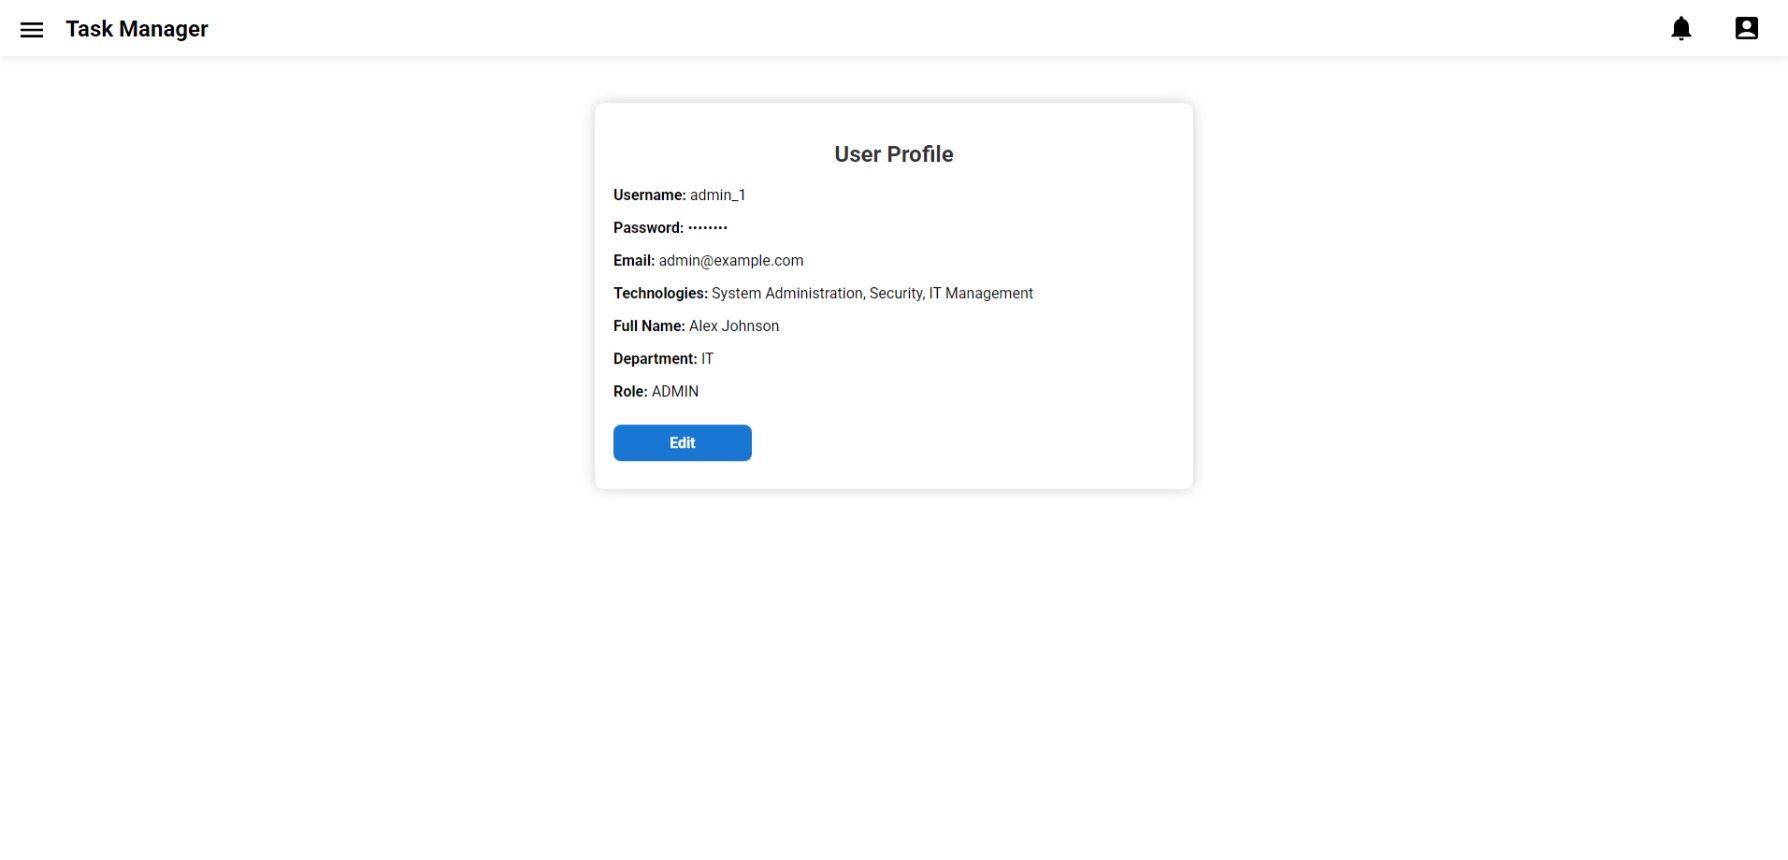 Task Manager
User Profile
Username: admin_1
Password: ••••••••
Email: admin@example.com
Technologies: System Administration, Security, IT Management
Full Name: Alex Johnson
Department: IT
Role: ADMIN
Edit